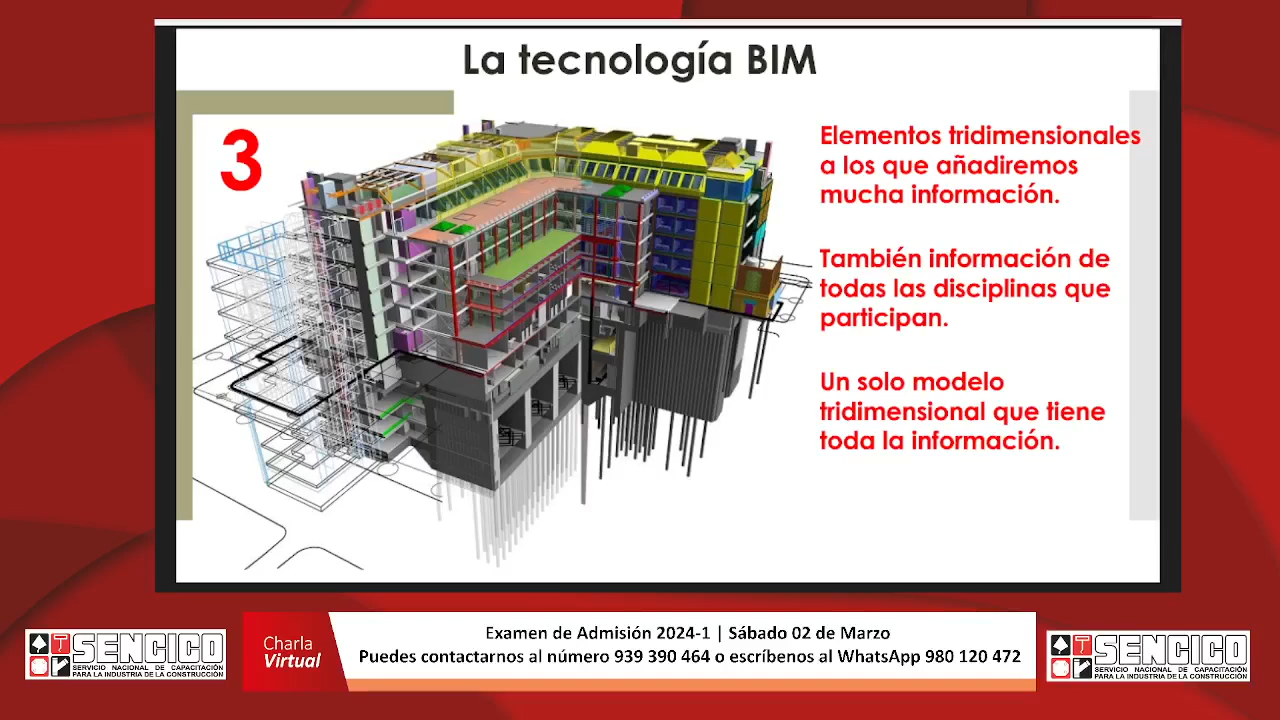 La tecnología BIM
3
Elementos tridimensionales
a los que añadiremos
mucha información.
También información de
todas las disciplinas que
participan.
Un solo modelo
tridimensional que tiene
toda la información.
SENCICO
SERVICIO NACIONAL DE CAPACITACIÓN
PARA LA INDUSTRIA DE LA CONSTRUCCIÓN
Charla
Virtual
Examen de Admisión 2024-1 | Sábado 02 de Marzo
Puedes contactarnos al número 939 390 464 o escríbenos al WhatsApp 980 120 472
SENCICO
SERVICIO NACIONAL DE CAPACITACIÓN
PARA LA INDUSTRIA DE LA CONSTRUCCIÓN